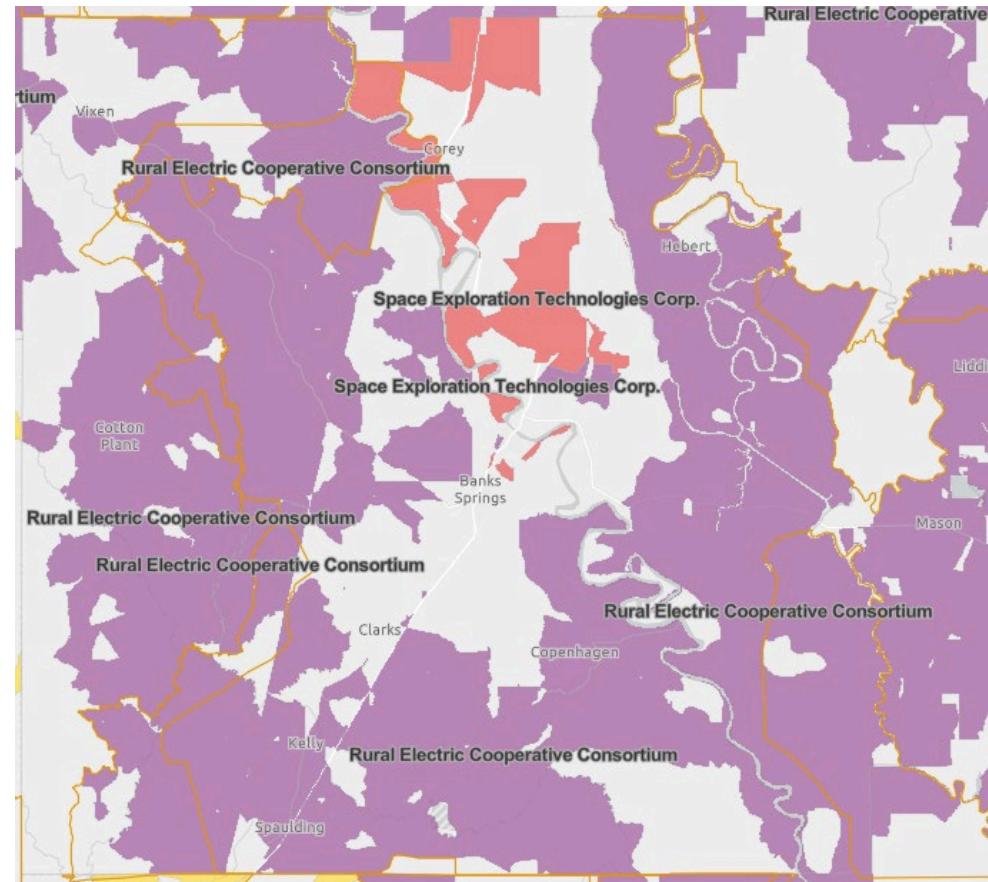 Rural Electric Cooperative
tium
Vixen
Corey
Rural Electric Cooperative Consortium
Hebert
Space Exploration Technologies Corp.
Liddi
Space Exploration Technologies Corp.
Cotton
Plant
Banks
Springs
Rural Electric Cooperative Consortium
Mason
Rural Electric Cooperative Consortium
Rural Electric Cooperative Consortium
Clarks
Copenhagen
Kelly
Rural Electric Cooperative Consortium
Spaulding